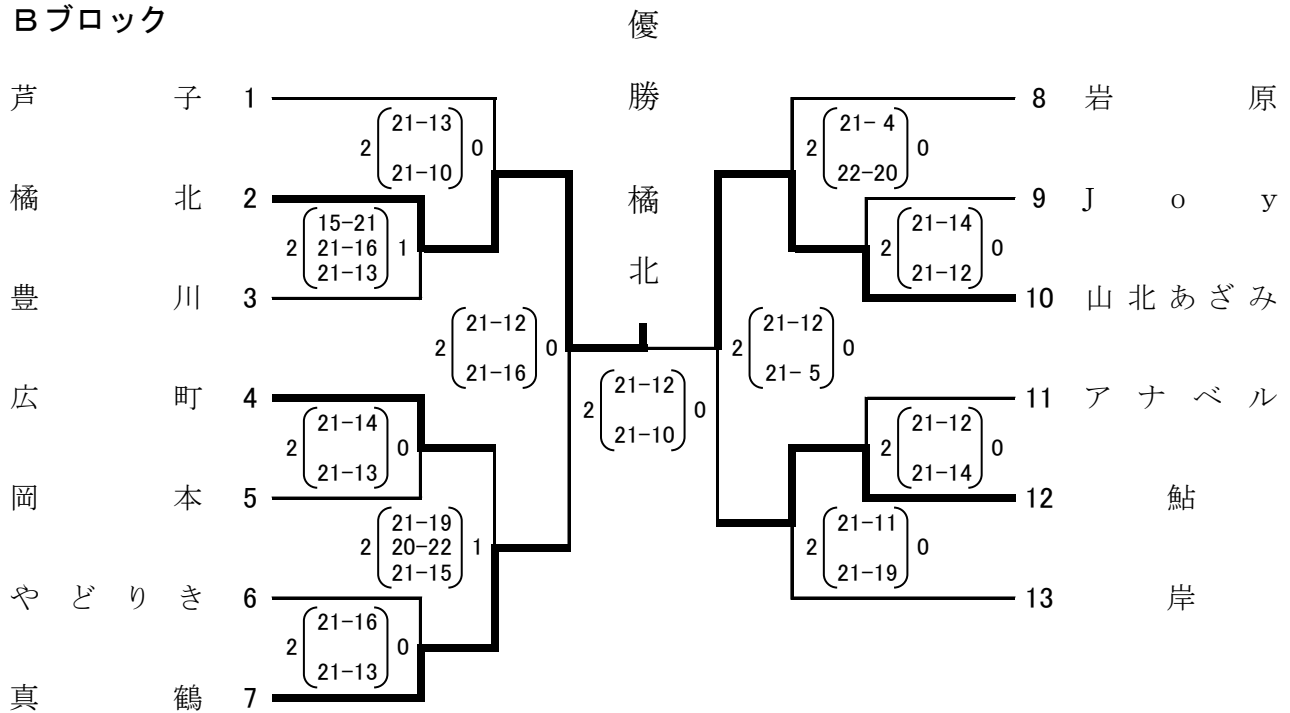 Bブロック
優勝 橘北
芦子 1
2 21-13 0
21-10
橘北 2
15-21
2 21-16 1
21-13
豊川 3
21-12
2 0
21-16
広町 4
21-14
2 0
21-13
岡本 5
21-19
2 20-22 1
21-15
やどりき 6
21-16
2 0
21-13
真鶴 7
21-12
2 0
21-10
8 岩原
21- 4
2 0
22-20
9 Joy
21-14
2 0
21-12
10 山北あざみ
21-12
2 0
21- 5
11 アナベル
21-12
2 0
21-14
12 鮎
21-11
2 0
21-19
13 岸